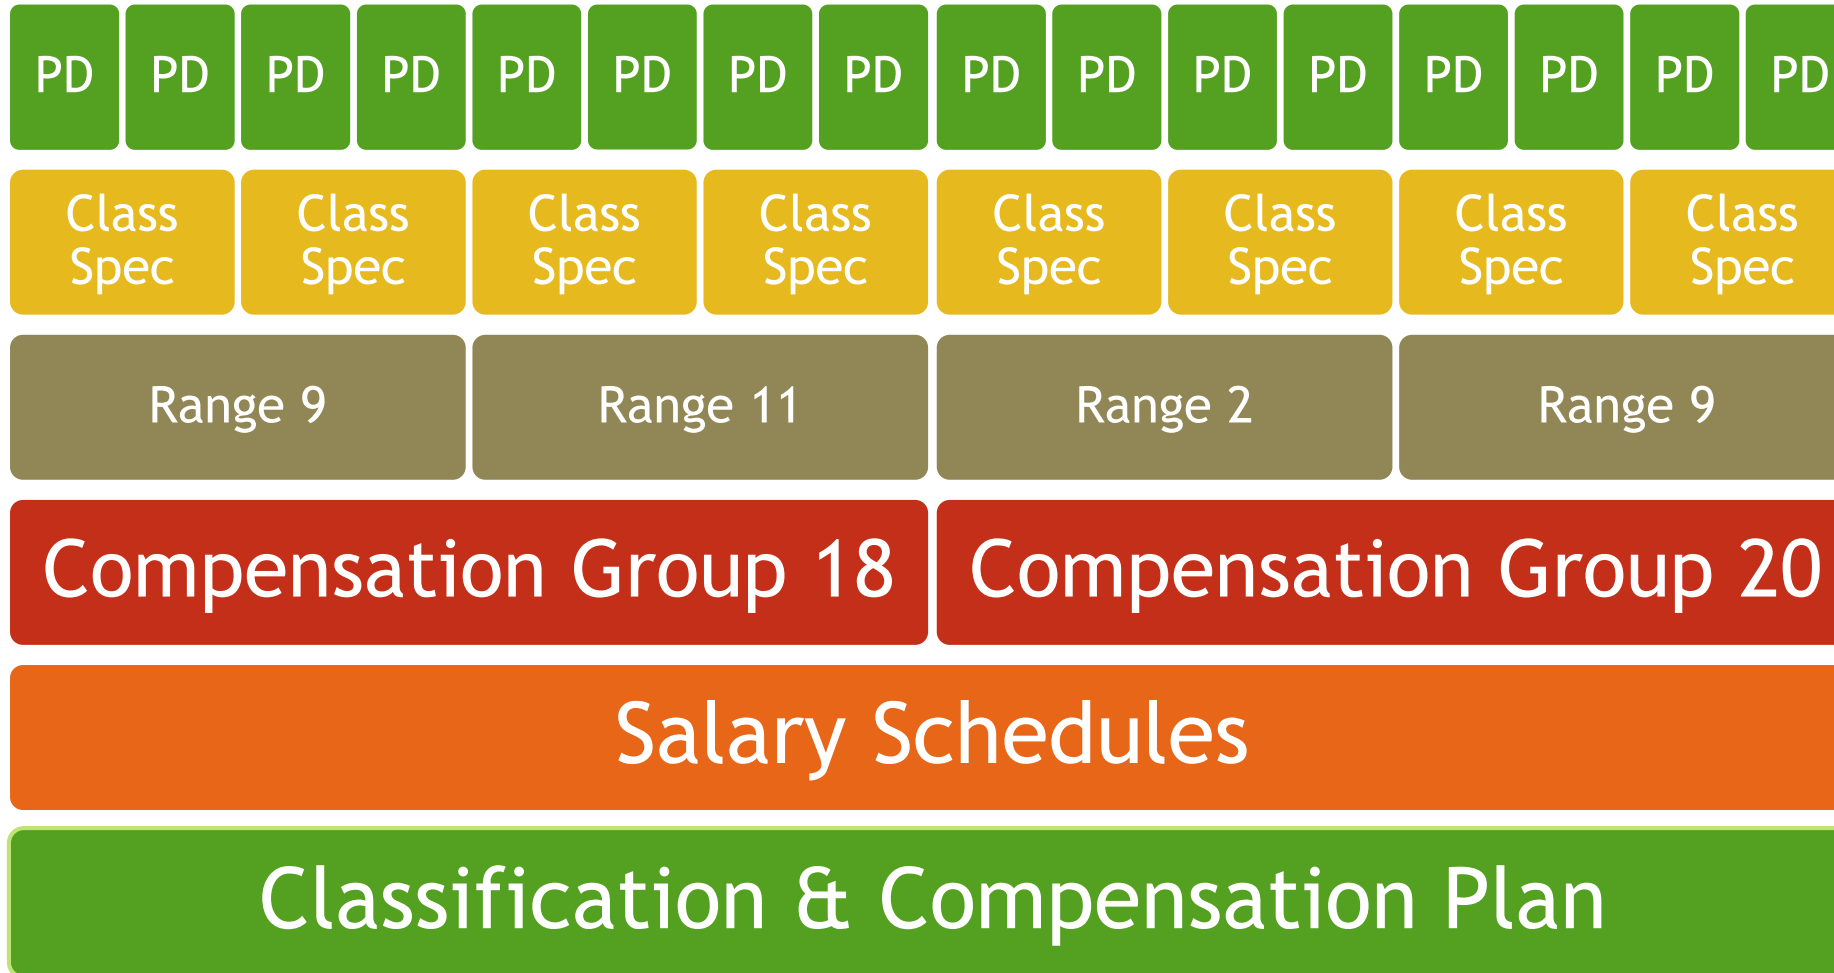 PD PD PD PD PD PD PD PD PD PD PD PD PD PD PD PD
Class Class Class Class Class Class Class Class
Spec Spec Spec Spec Spec Spec Spec Spec
Range 9 Range 11 Range 2 Range 9
Compensation Group 18 Compensation Group 20
Salary Schedules
Classification & Compensation Plan